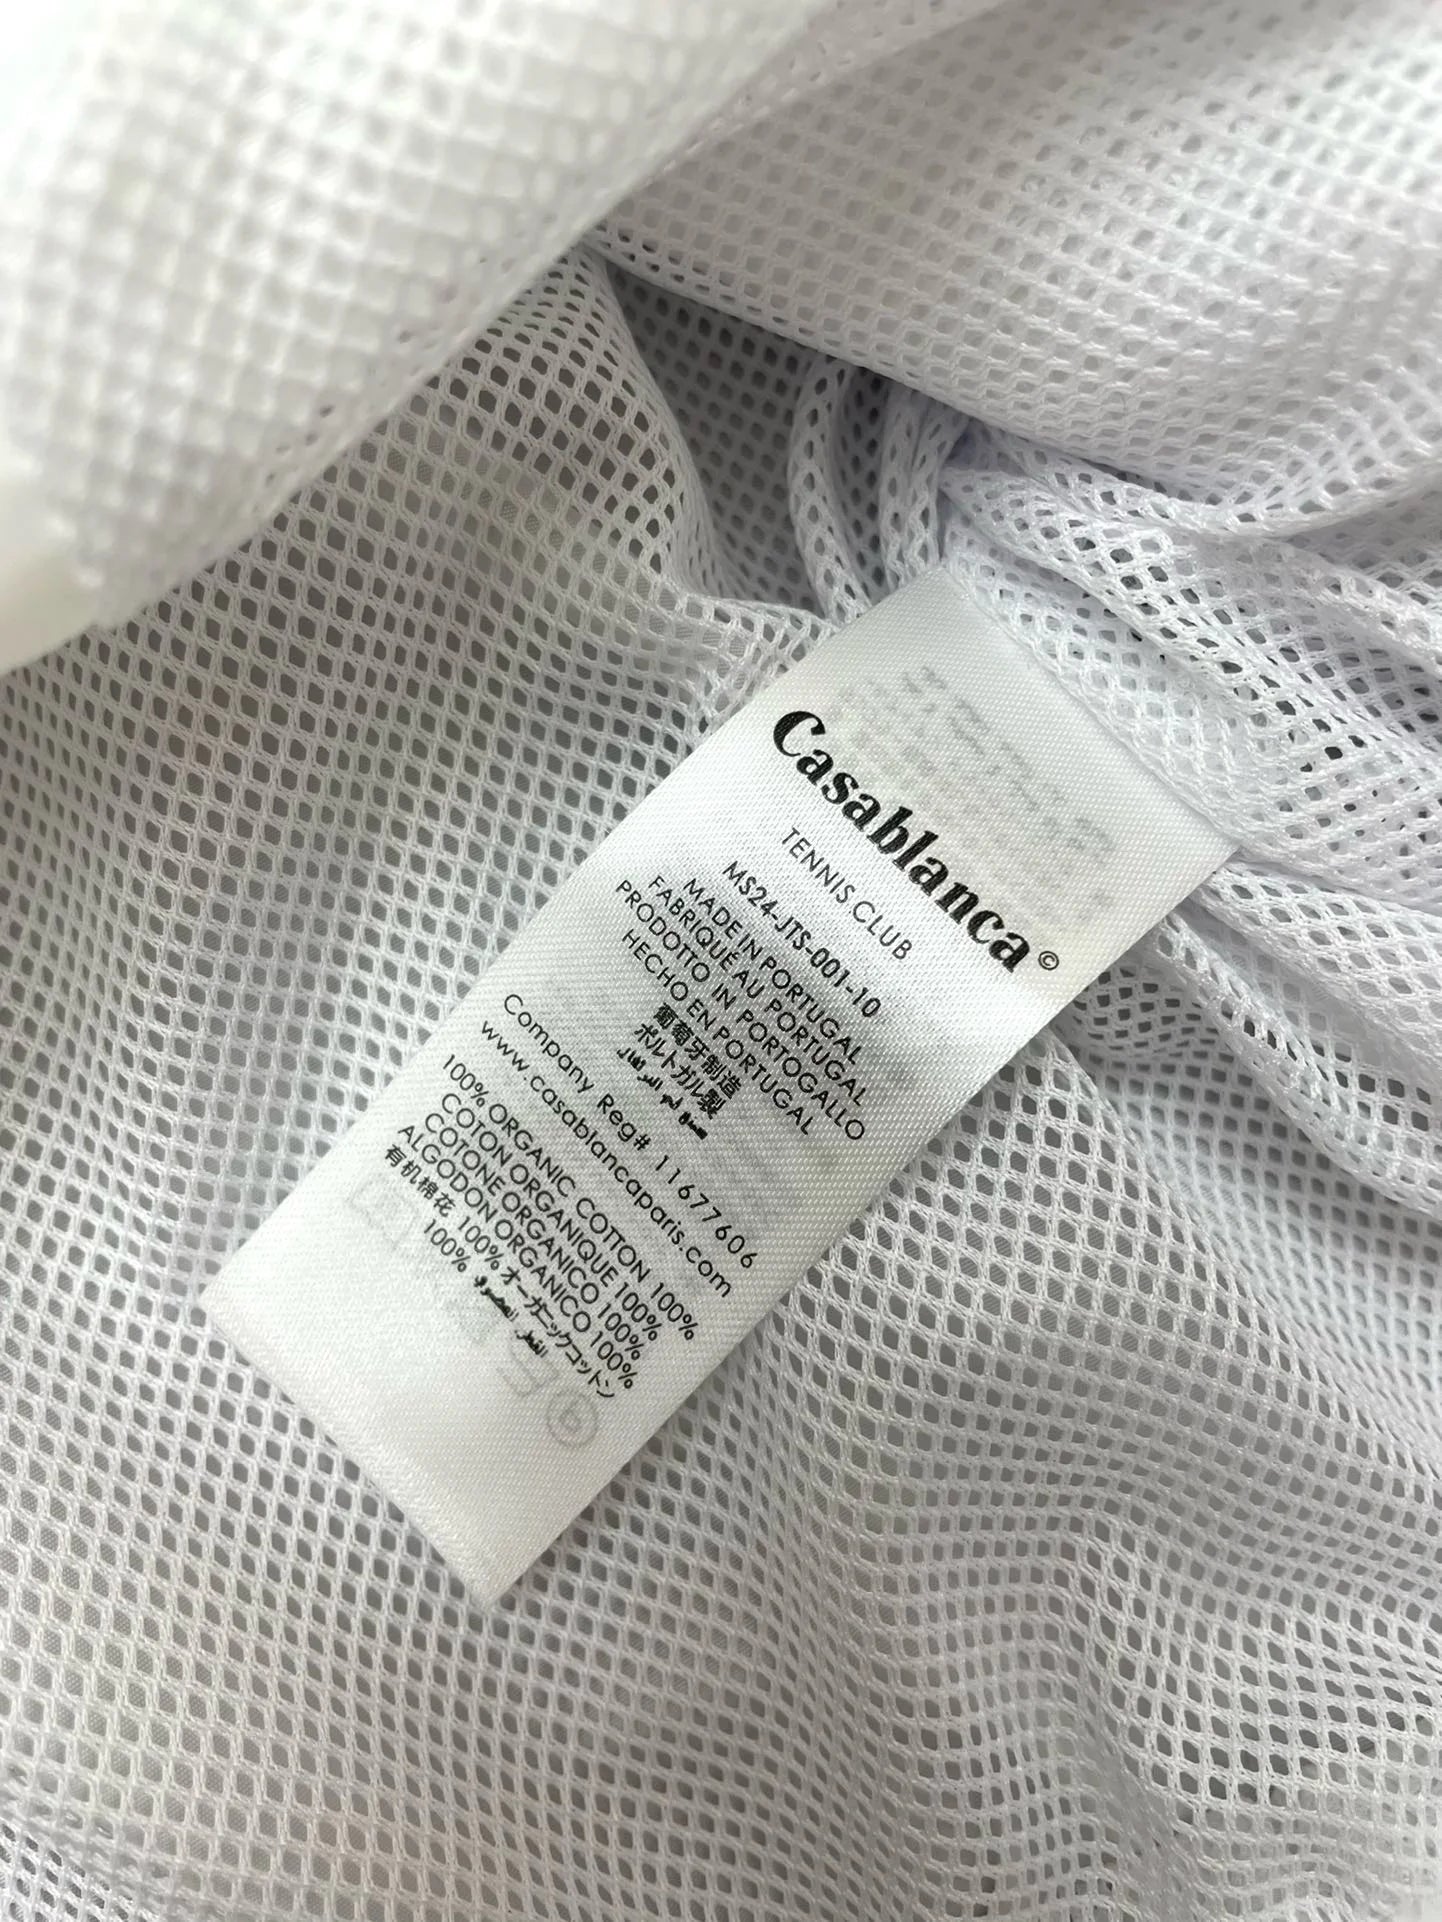 Casablanca©
TENNIS CLUB
MS24-JTS-001-10
MADE IN PORTUGAL
FABRIQUÉ AU PORTUGAL
PRODOTTO IN PORTOGALLO
HECHO EN PORTUGAL
葡萄牙制造
ポルトガル製
Company Reg# 11677606
www.casablancaparis.com
100% ORGANIC COTTON 100%
COTON ORGANIQUE 100%
COTONE ORGANICO 100%
ALGODON ORGANICO 100%
有机棉花 100% オーガニックコットン
100% القطن العضوي